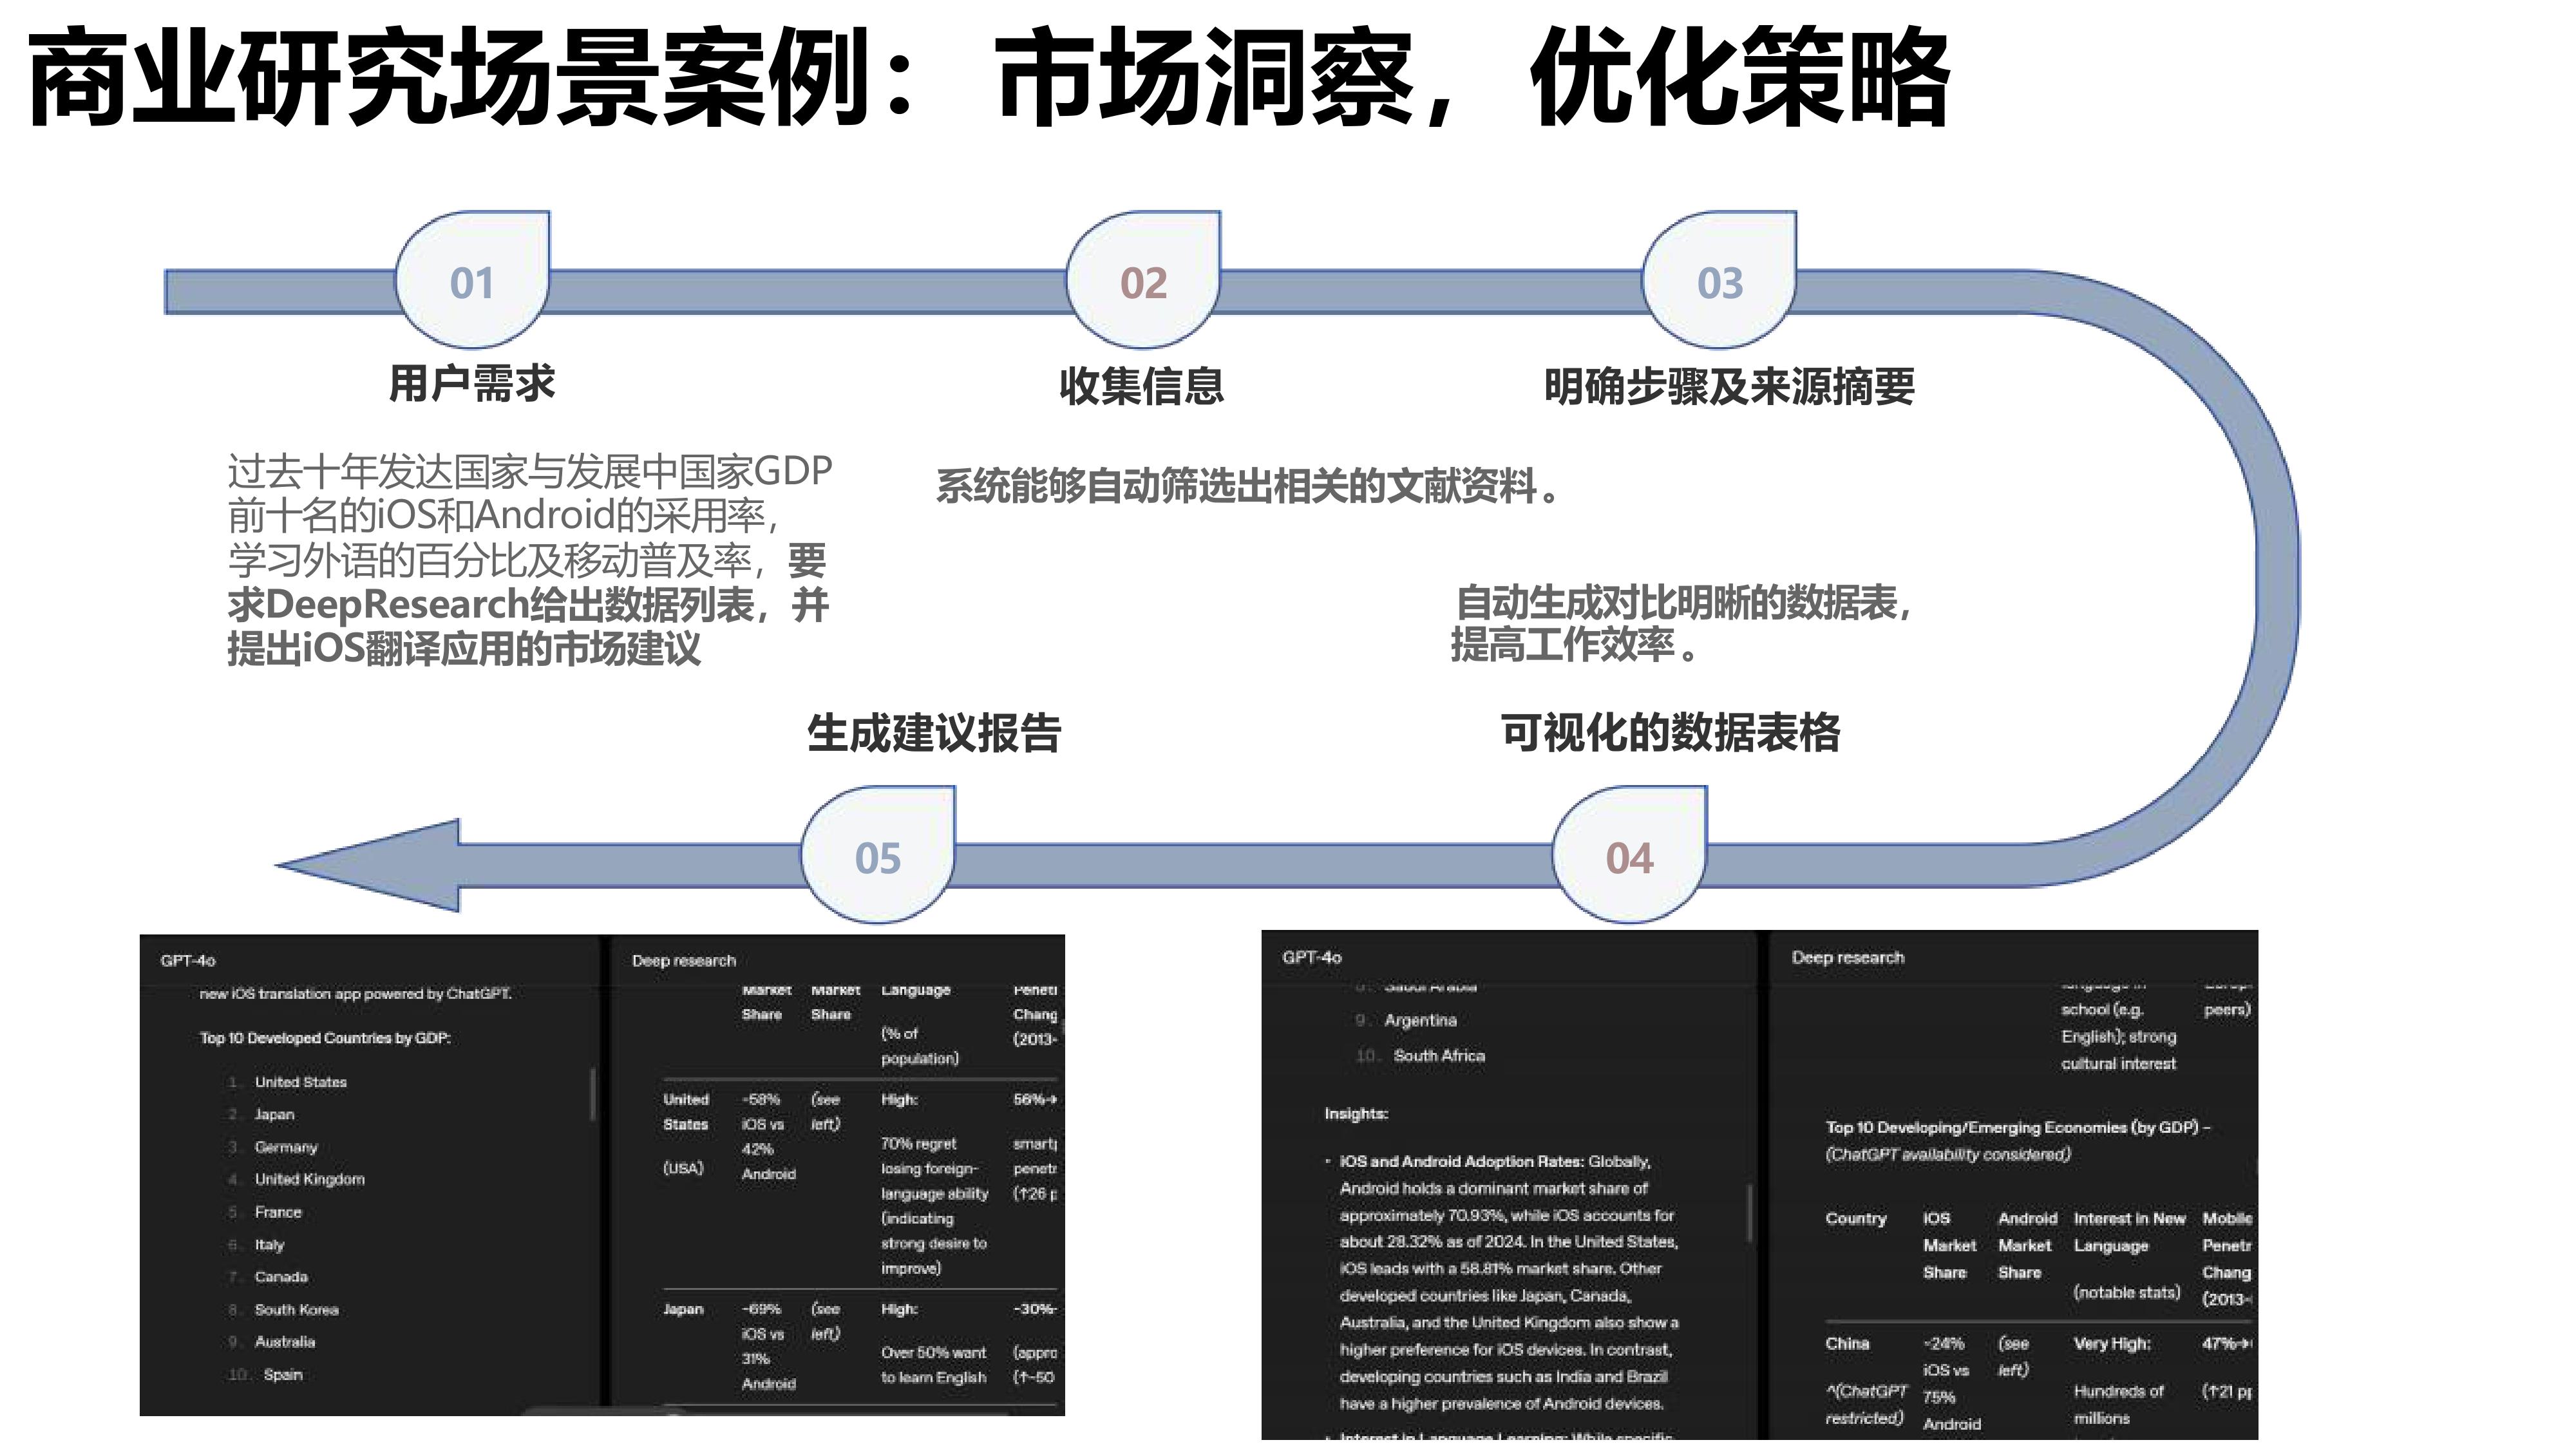 商业研究场景案例：市场洞察，优化策略
01
02
03
用户需求
收集信息
明确步骤及来源摘要
过去十年发达国家与发展中国家GDP
前十名的iOS和Android的采用率，
学习外语的百分比及移动普及率，要
求DeepResearch给出数据列表，并
提出iOS翻译应用的市场建议
系统能够自动筛选出相关的文献资料。
自动生成对比明晰的数据表，
提高工作效率。
生成建议报告
可视化的数据表格
05
04
GPT-4o
new iOS translation app powered by ChatGPT.
Top 10 Developed Countries by GDP:
1. United States
2. Japan
3. Germany
4. United Kingdom
5. France
6. Italy
7. Canada
8. South Korea
9. Australia
10. Spain
Deep research
Market Market Language
Share Share
Chang
(% of (2013-
population)
United ~58% (see High: 56%→
States iOS vs left)
42% 70% regret
(USA) Android losing foreign-
language ability (↑26 p
(indicating
strong desire to
improve)
Japan ~69% (see High: ~30%-
iOS vs left)
31% Over 50% want (appro
Android to learn English (↑~50
GPT-4o
8. Saudi Arabia
9. Argentina
10. South Africa
Insights:
• iOS and Android Adoption Rates: Globally,
Android holds a dominant market share of
approximately 70.93%, while iOS accounts for
about 28.32% as of 2024. In the United States,
iOS leads with a 58.81% market share. Other
developed countries like Japan, Canada,
Australia, and the United Kingdom also show a
higher preference for iOS devices. In contrast,
developing countries such as India and Brazil
have a higher prevalence of Android devices.
• Interest in Language Learning: While specific
Deep research
language in
school (e.g. peers)
English); strong
cultural interest
Top 10 Developing/Emerging Economies (by GDP) –
(ChatGPT availability considered)
Country iOS Android Interest in New Mobile
Market Market Language Penetr
Share Share Chang
(notable stats) (2013-
China ~24% (see Very High: 47%→
iOS vs left)
^(ChatGPT 75% Hundreds of (↑21 pp
restricted) Android millions